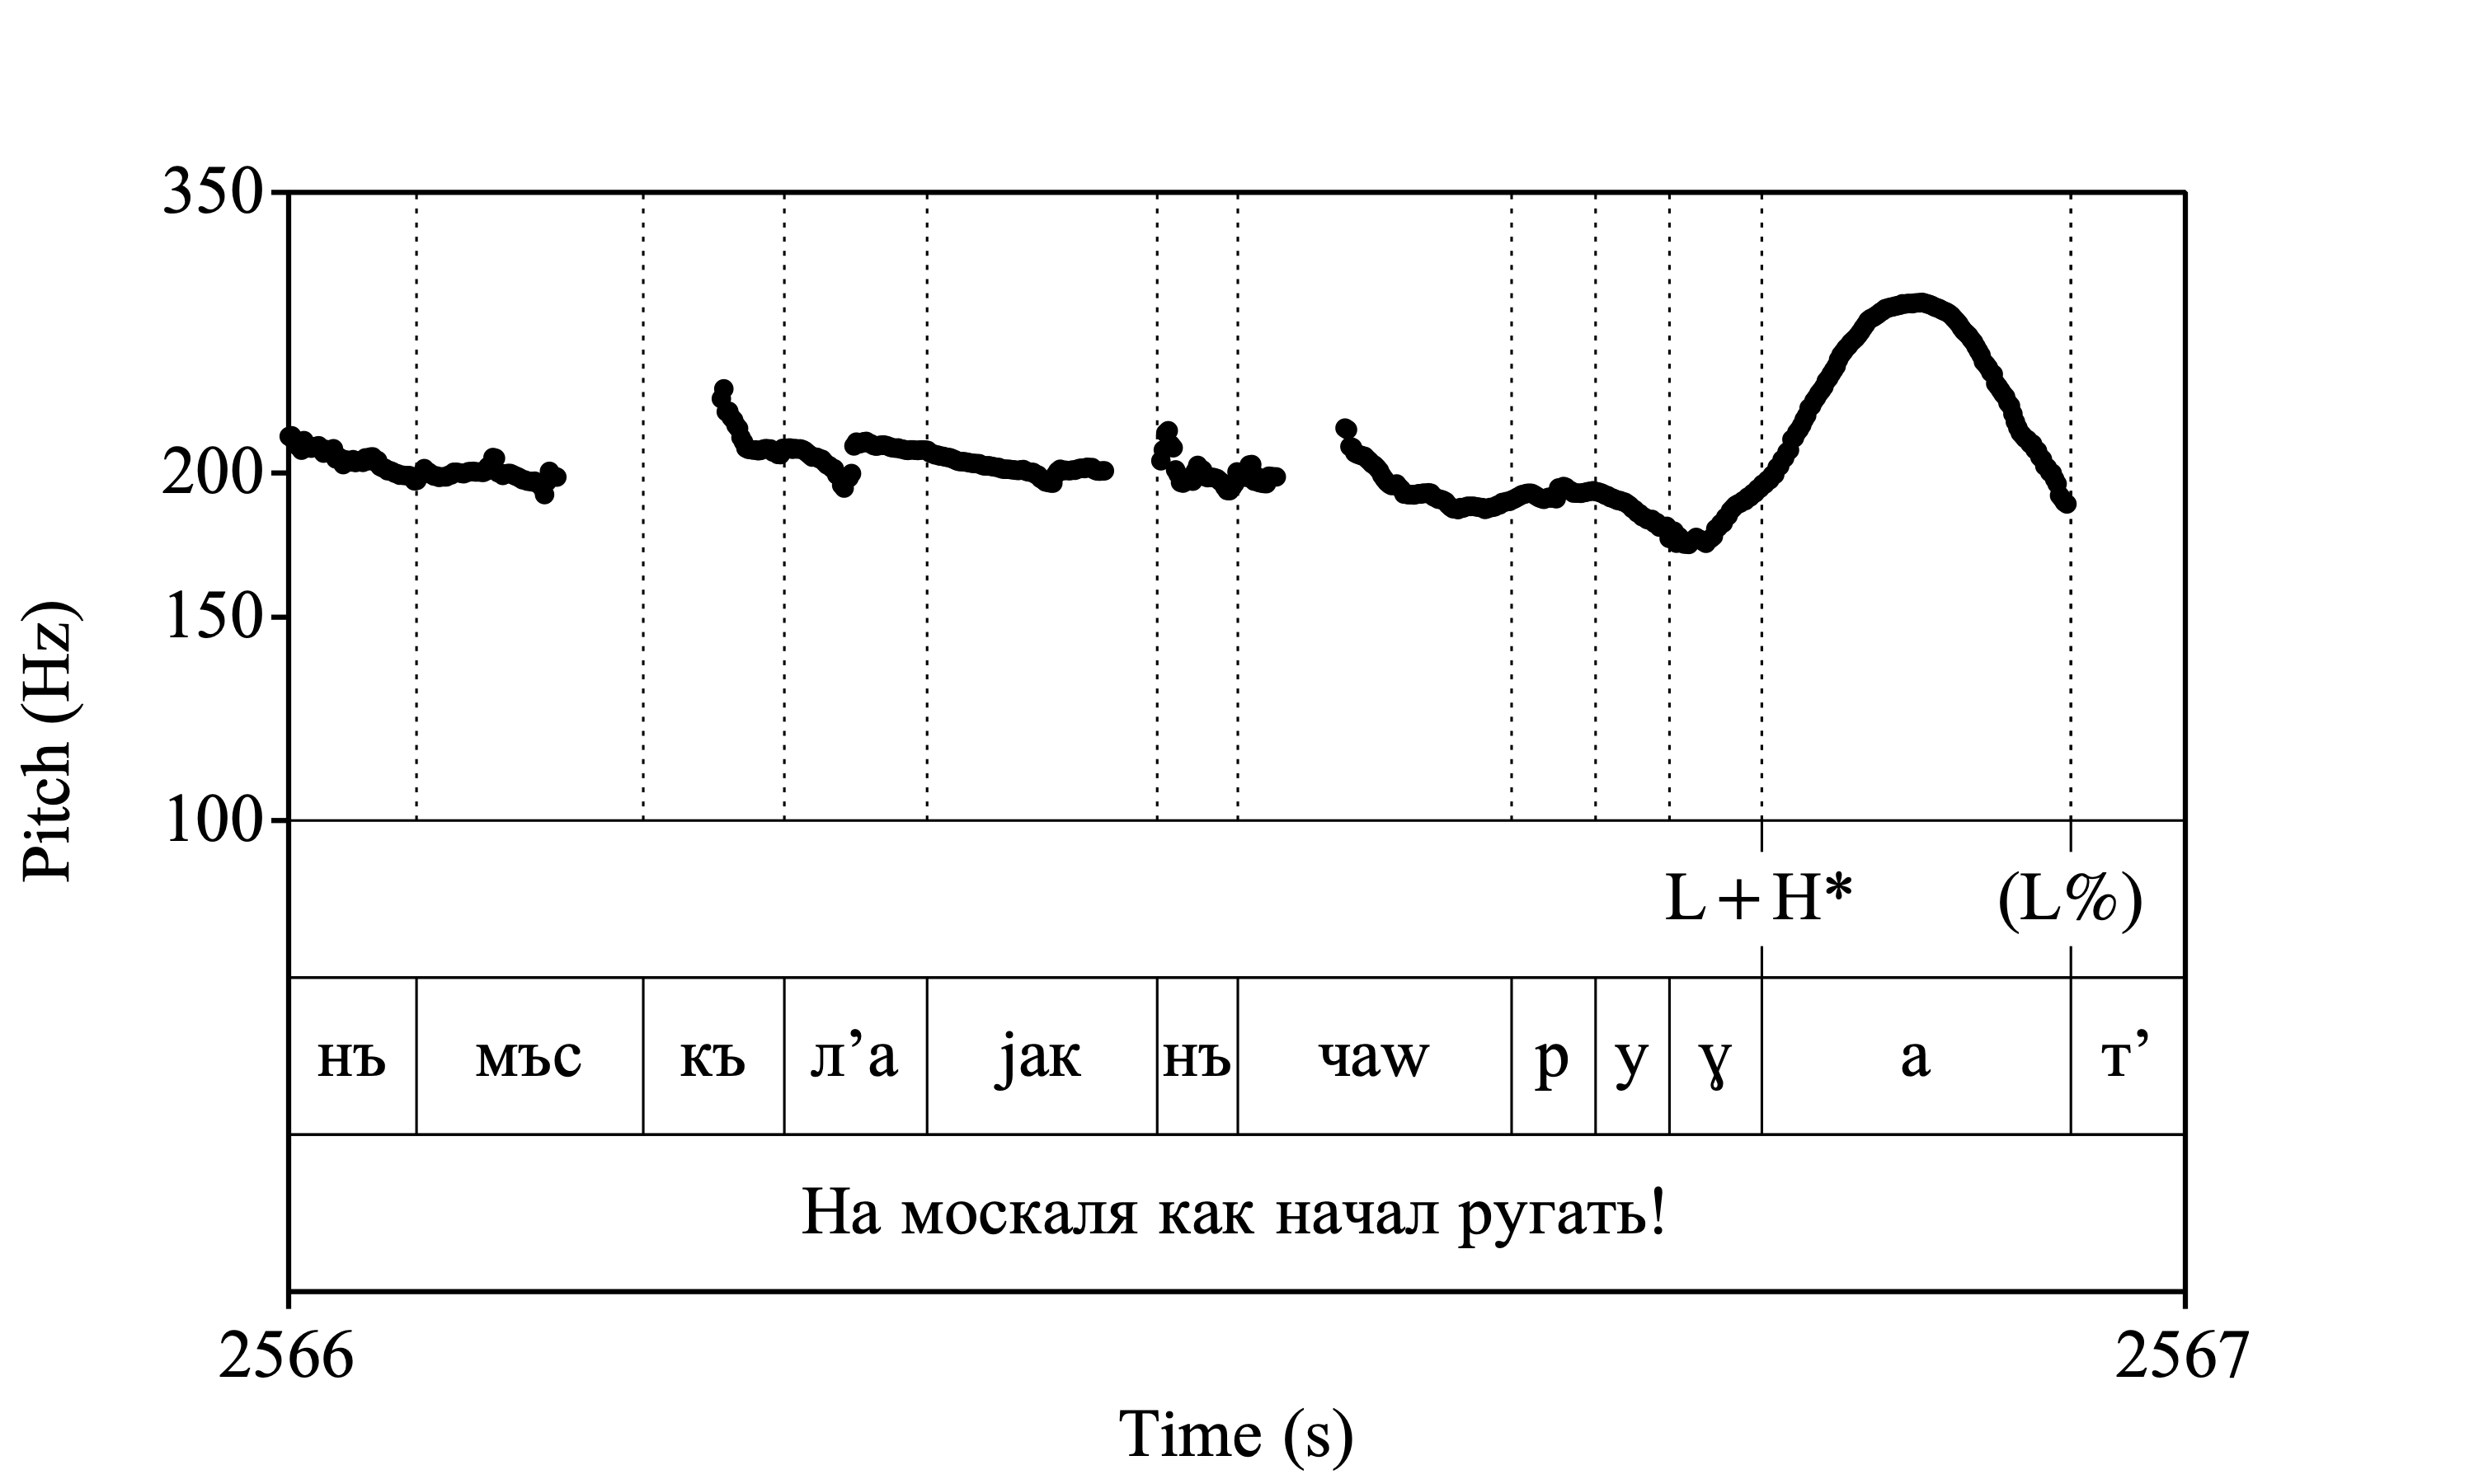 350
200
150
100
Pitch (Hz)
L+H* (L%)
нъ мъс къ л’а јак нъ чаw р у ɣ а т’
На москаля как начал ругать!
2566 2567
Time (s)